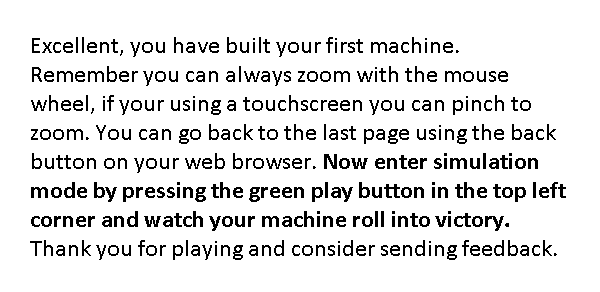 Excellent, you have built your first machine.
Remember you can always zoom with the mouse
wheel, if your using a touchscreen you can pinch to
zoom. You can go back to the last page using the back
button on your web browser. Now enter simulation
mode by pressing the green play button in the top left
corner and watch your machine roll into victory.
Thank you for playing and consider sending feedback.